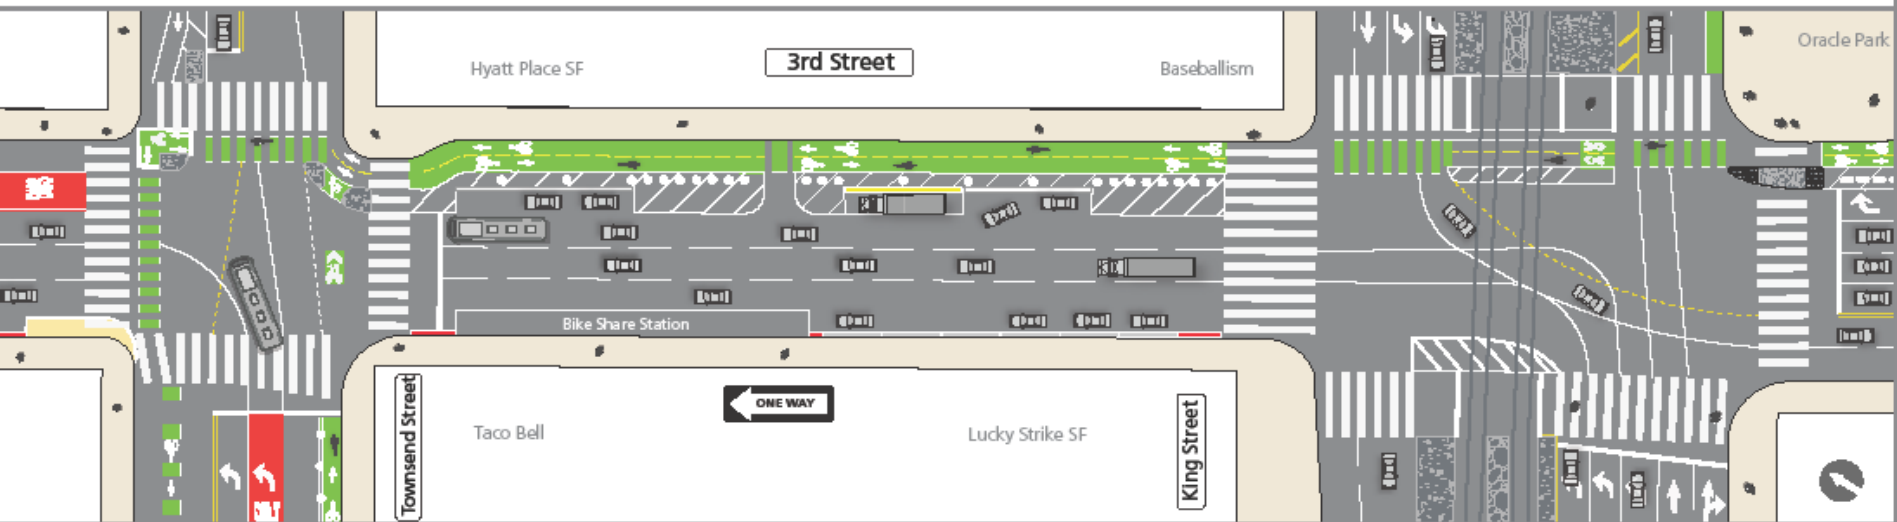 Oracle Park
Hyatt Place SF
3rd Street
Baseballism
Bike Share Station
Townsend Street
Taco Bell
ONE WAY
Lucky Strike SF
King Street